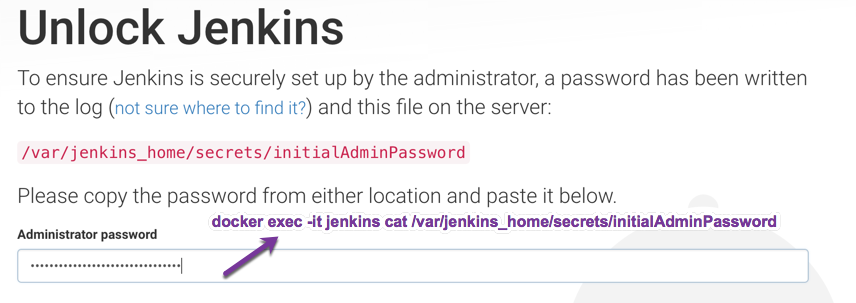 Unlock Jenkins
To ensure Jenkins is securely set up by the administrator, a password has been written
to the log (not sure where to find it?) and this file on the server:
/var/jenkins_home/secrets/initialAdminPassword
Please copy the password from either location and paste it below.
docker exec -it jenkins cat /var/jenkins_home/secrets/initialAdminPassword
Administrator password